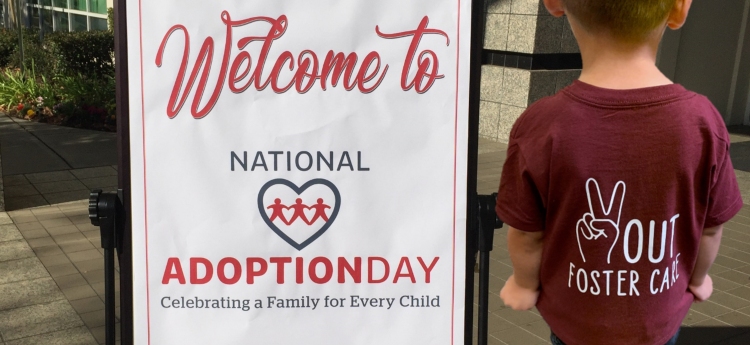 Welcome to
NATIONAL
ADOPTIONDAY
Celebrating a Family for Every Child
OUT
FOSTER CARE